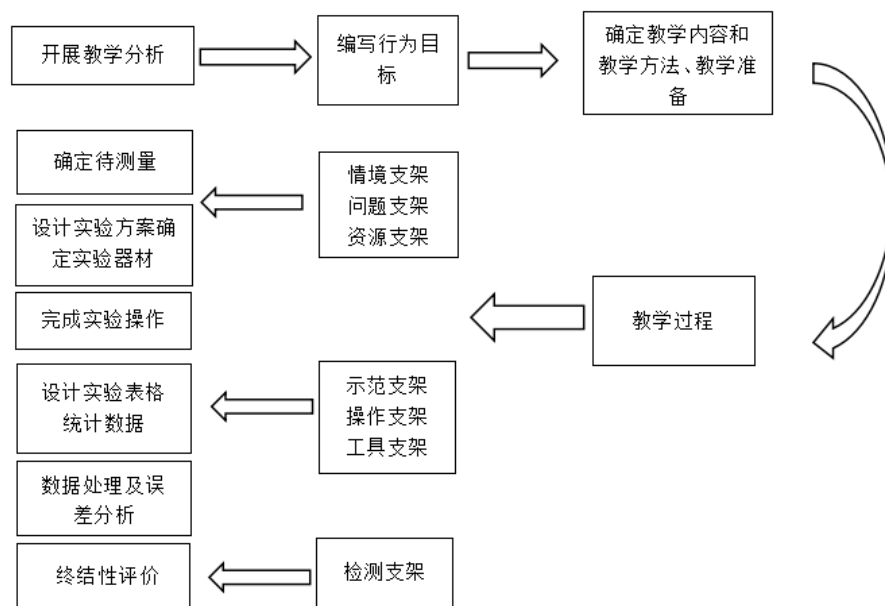 开展教学分析
编写行为目
标
确定教学内容和
教学方法、教学准
备
确定待测量
情境支架
问题支架
资源支架
设计实验方案确
定实验器材
完成实验操作
教学过程
设计实验表格
统计数据
示范支架
操作支架
工具支架
数据处理及误
差分析
终结性评价
检测支架